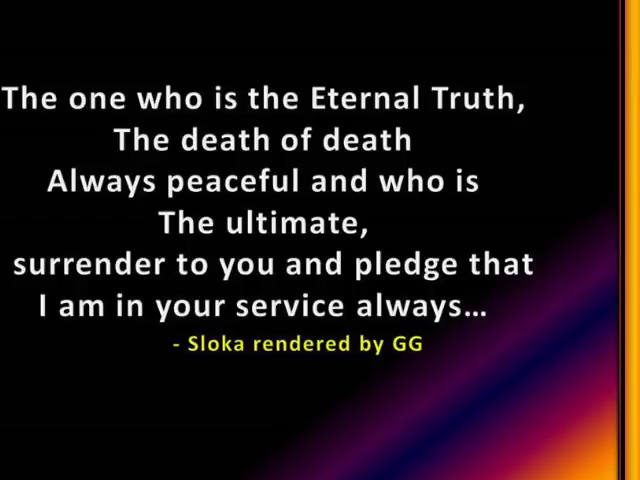 The one who is the Eternal Truth,
The death of death
Always peaceful and who is
The ultimate,
surrender to you and pledge that
I am in your service always…
- Sloka rendered by GG